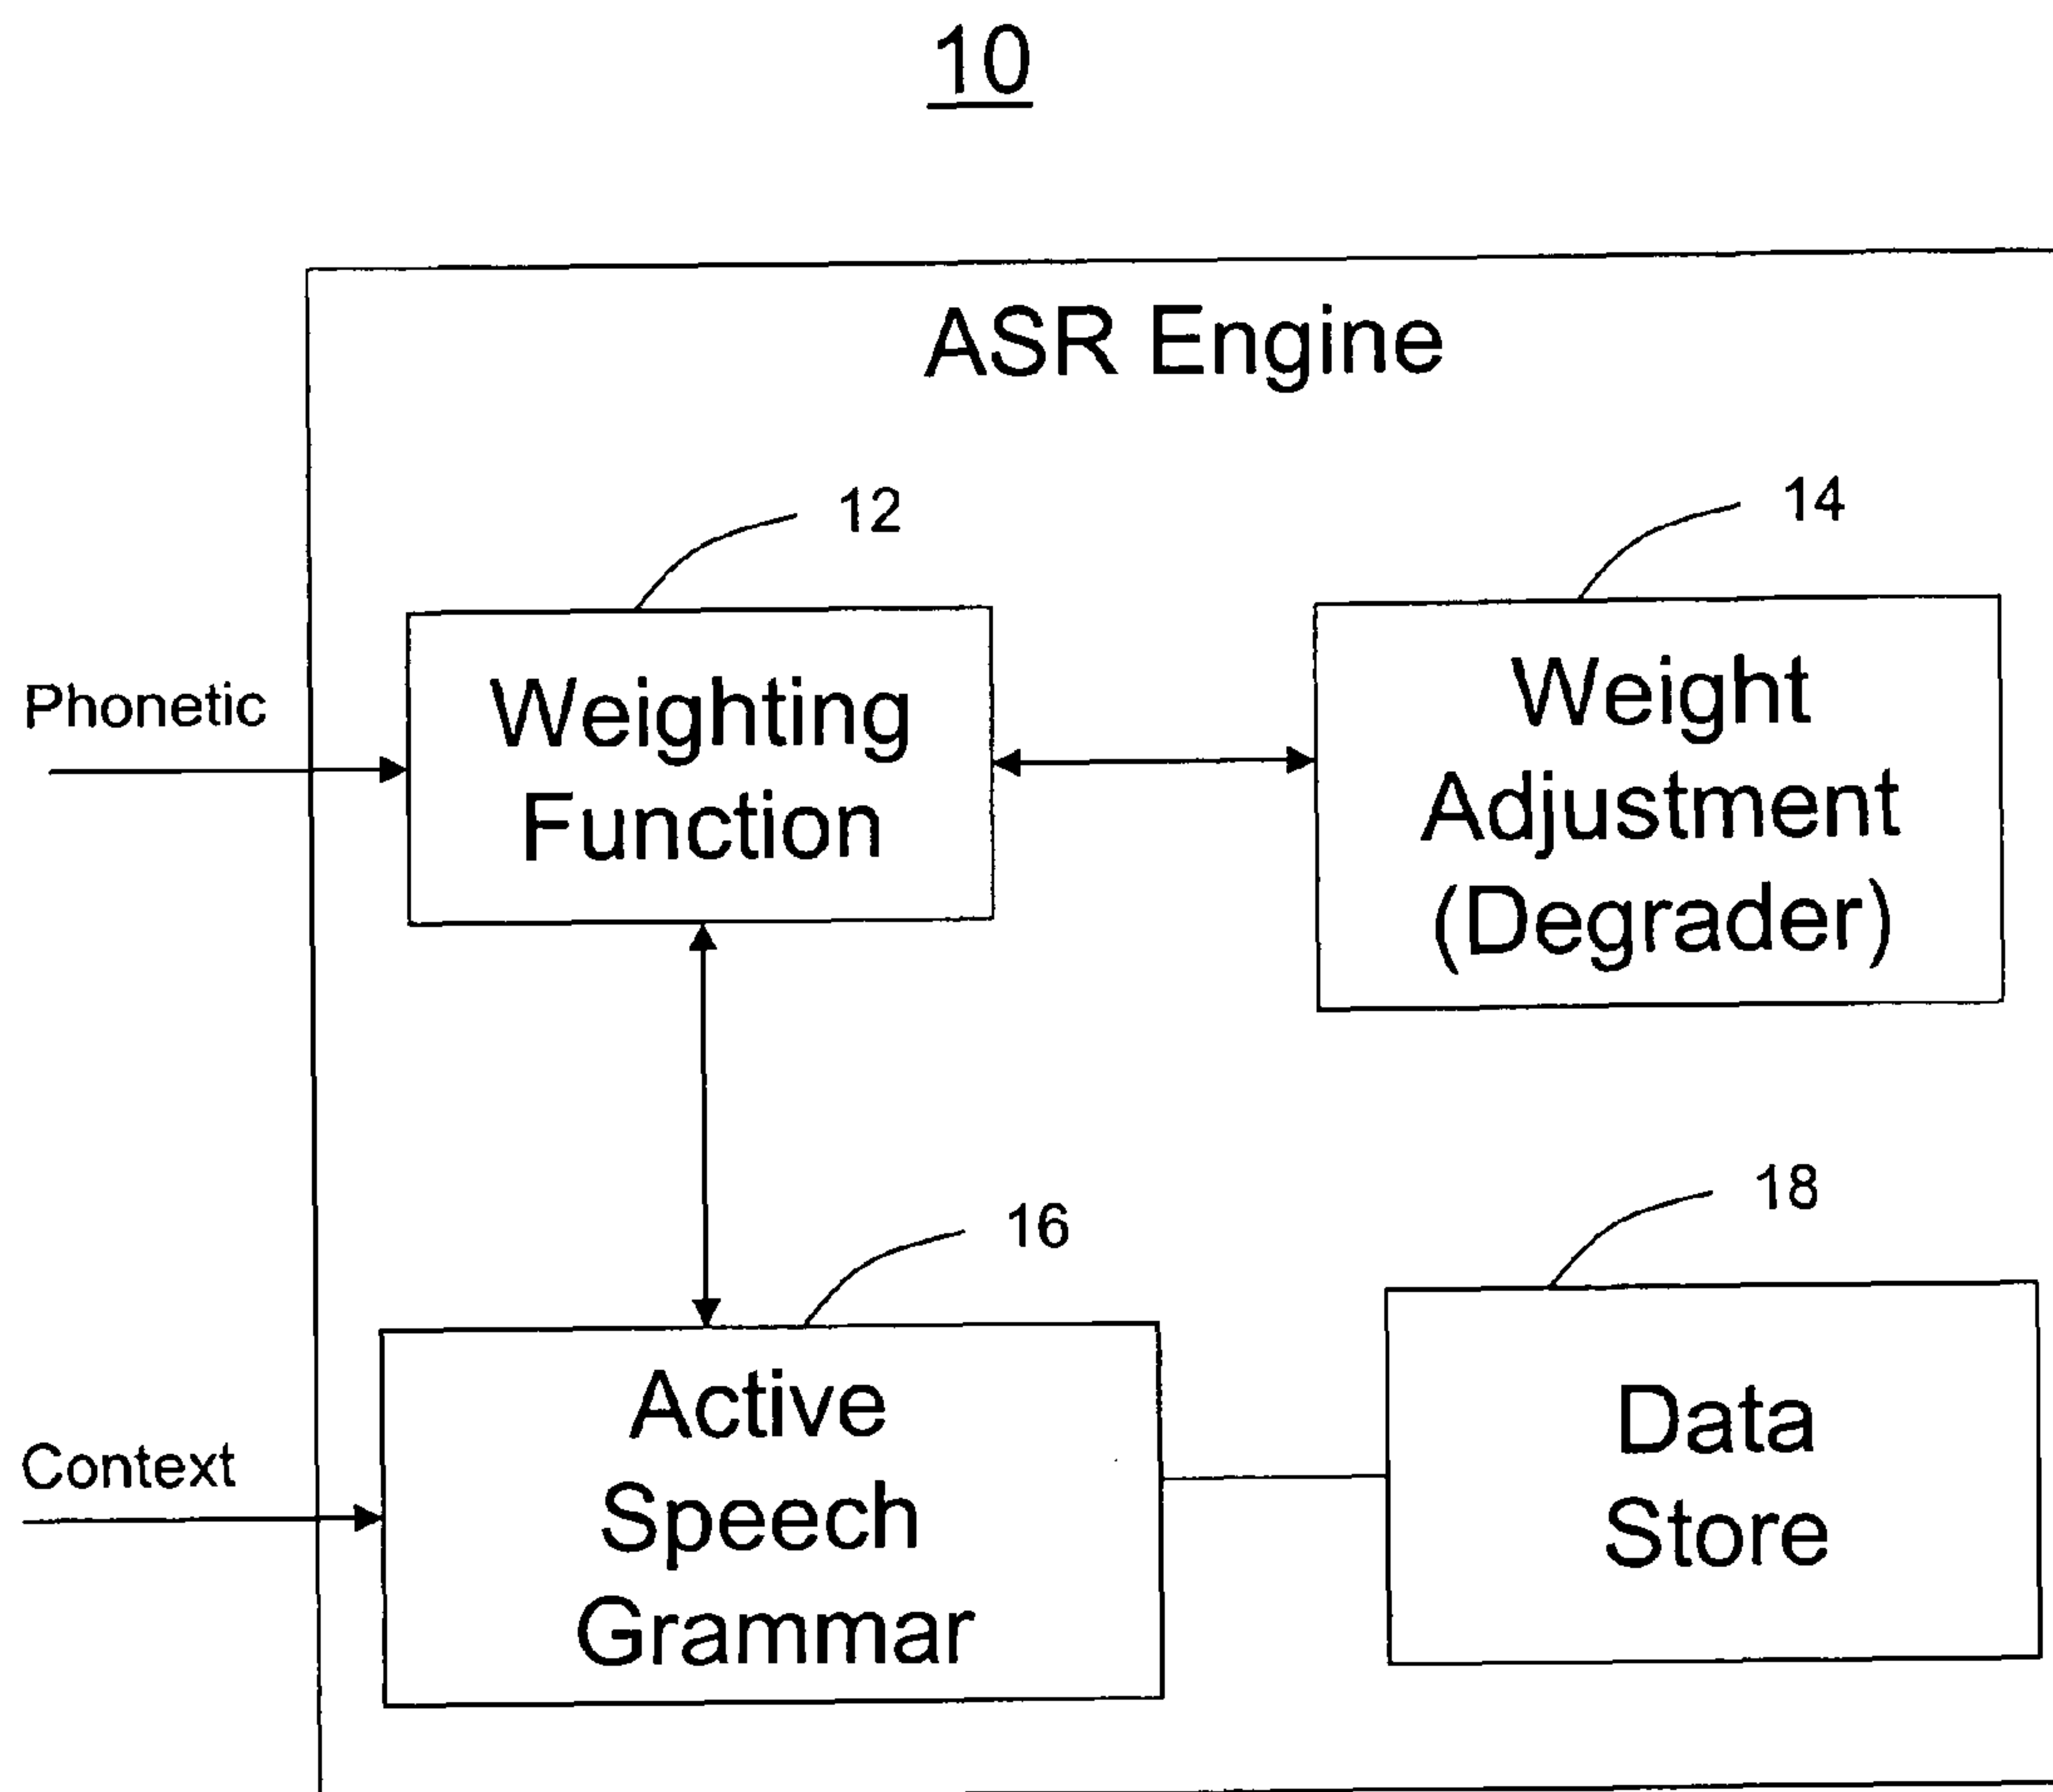 10
ASR Engine
12
14
Phonetic
Weighting
Function
Weight
Adjustment
(Degrader)
16
18
Context
Active
Speech
Grammar
Data
Store